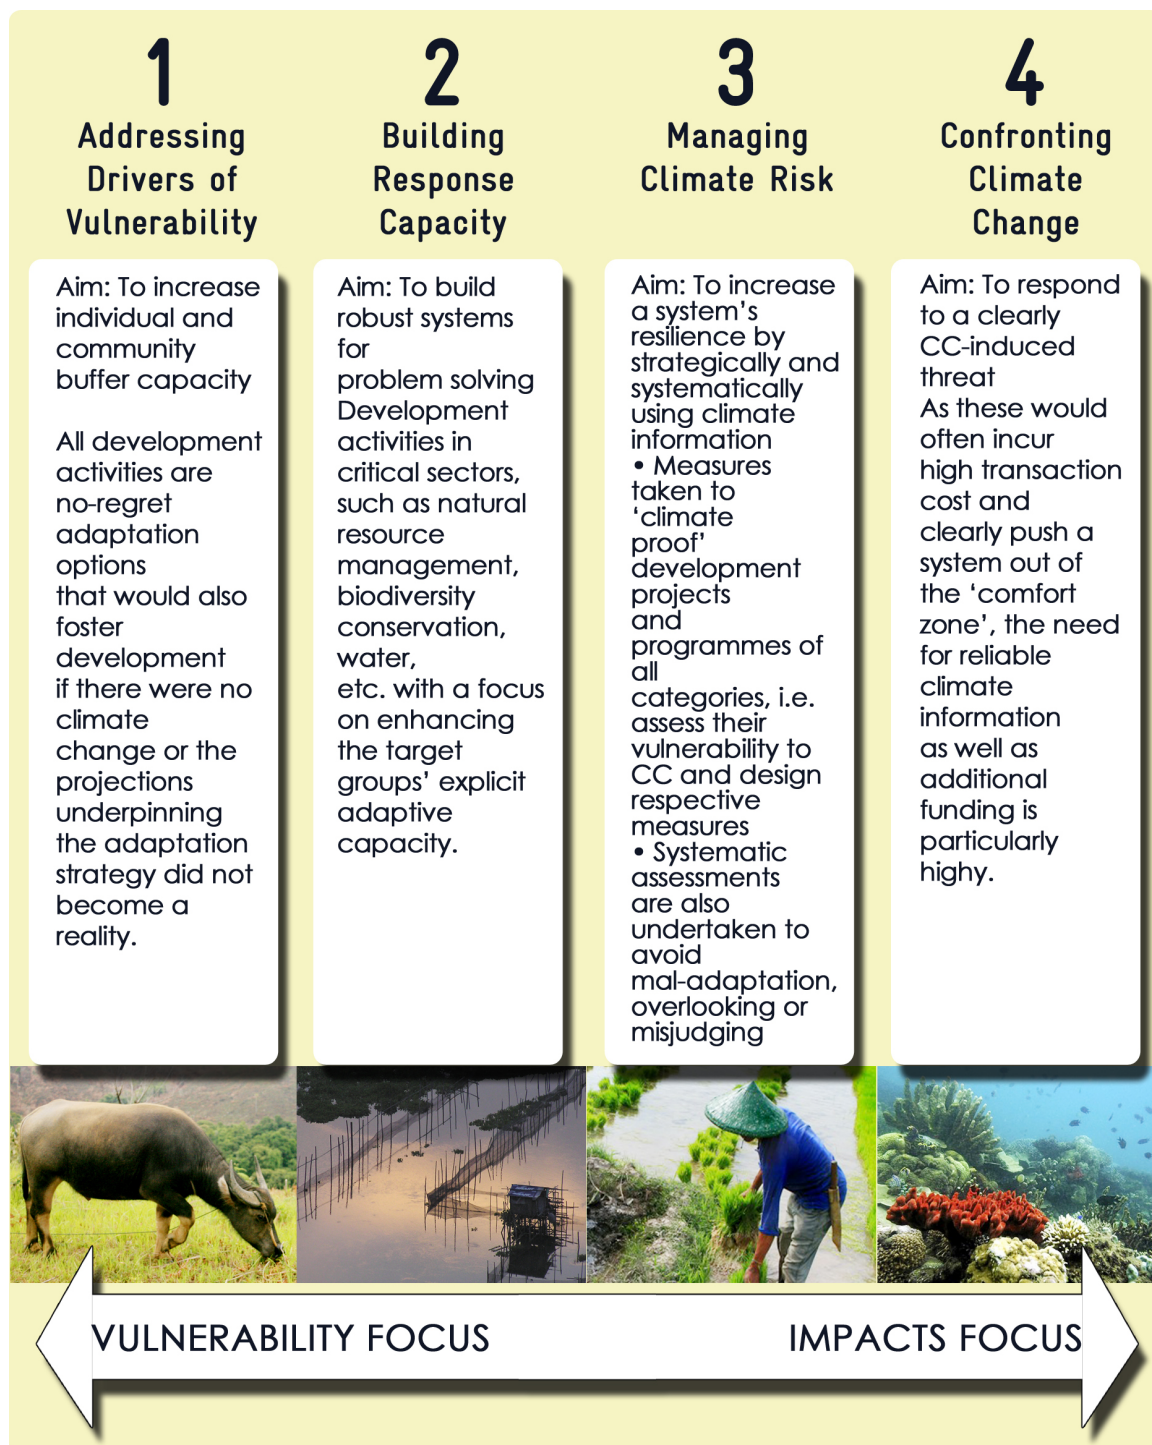 1
Addressing
Drivers of
Vulnerability
Aim: To increase
individual and
community
buffer capacity
All development
activities are
no-regret
adaptation
options
that would also
foster
development
if there were no
climate
change or the
projections
underpinning
the adaptation
strategy did not
become a
reality.
2
Building
Response
Capacity
Aim: To build
robust systems
for
problem solving
Development
activities in
critical sectors,
such as natural
resource
management,
biodiversity
conservation,
water,
etc. with a focus
on enhancing
the target
groups’ explicit
adaptive
capacity.
3
Managing
Climate Risk
Aim: To increase
a system’s
resilience by
strategically and
systematically
using climate
information
• Measures
taken to
‘climate
proof’
development
projects
and
programmes of
all
categories, i.e.
assess their
vulnerability to
CC and design
respective
measures
• Systematic
assessments
are also
undertaken to
avoid
mal-adaptation,
overlooking or
misjudging
4
Confronting
Climate
Change
Aim: To respond
to a clearly
CC-induced
threat
As these would
often incur
high transaction
cost and
clearly push a
system out of
the ‘comfort
zone’, the need
for reliable
climate
information
as well as
additional
funding is
particularly
highy.
VULNERABILITY FOCUS
IMPACTS FOCUS